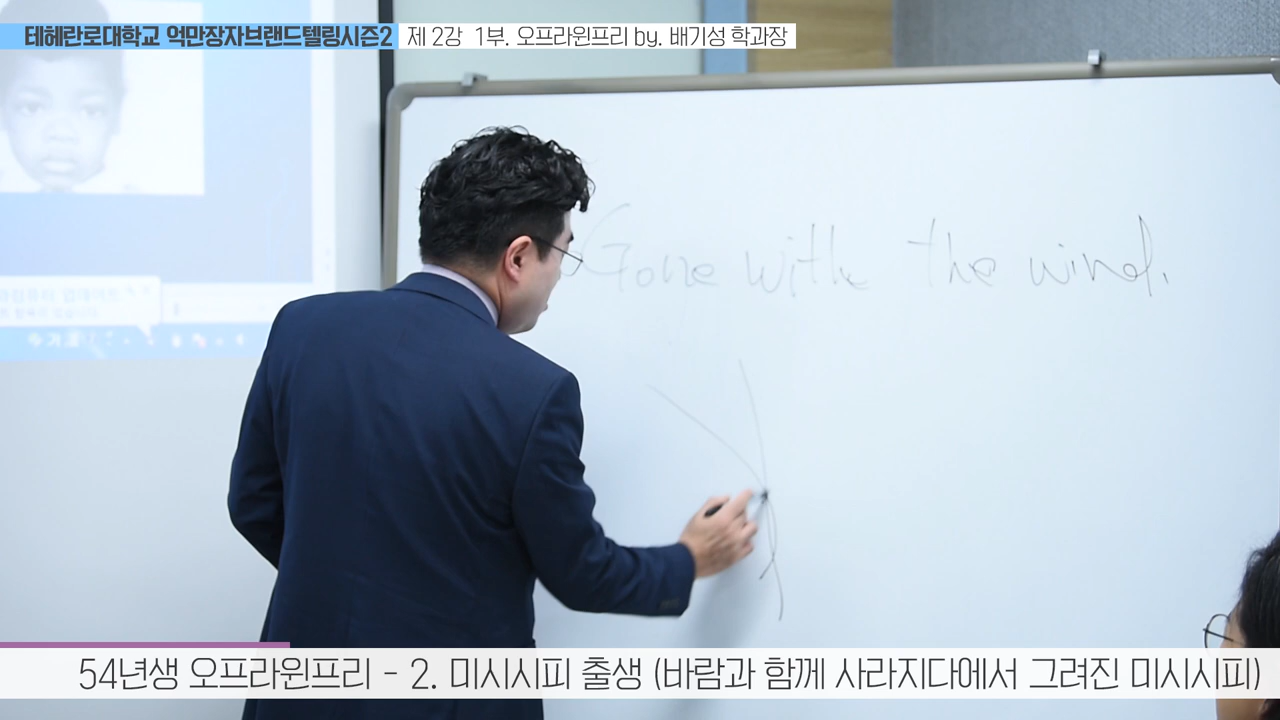 테헤란로대학교 억만장자브랜드텔링시즌2 제 2강 1부. 오프라윈프리 by. 배기성 학과장
Gone with the wind.
54년생 오프라윈프리 - 2. 미시시피 출생 (바람과 함께 사라지다에서 그려진 미시시피)